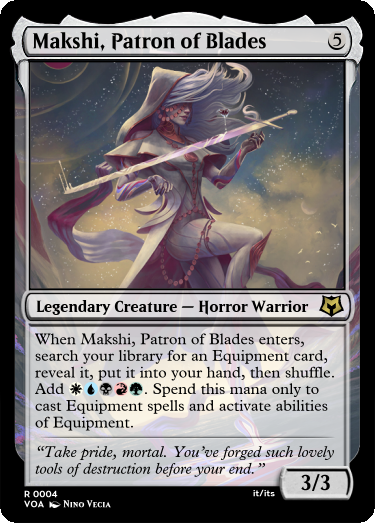 Makshi, Patron of Blades 5
Legendary Creature — Horror Warrior
When Makshi, Patron of Blades enters,
search your library for an Equipment card,
reveal it, put it into your hand, then shuffle.
Add. Spend this mana only to
cast Equipment spells and activate abilities
of Equipment.
“Take pride, mortal. You’ve forged such lovely
tools of destruction before your end.”
3/3
R 0004 it/its
VOA Nino Vecia